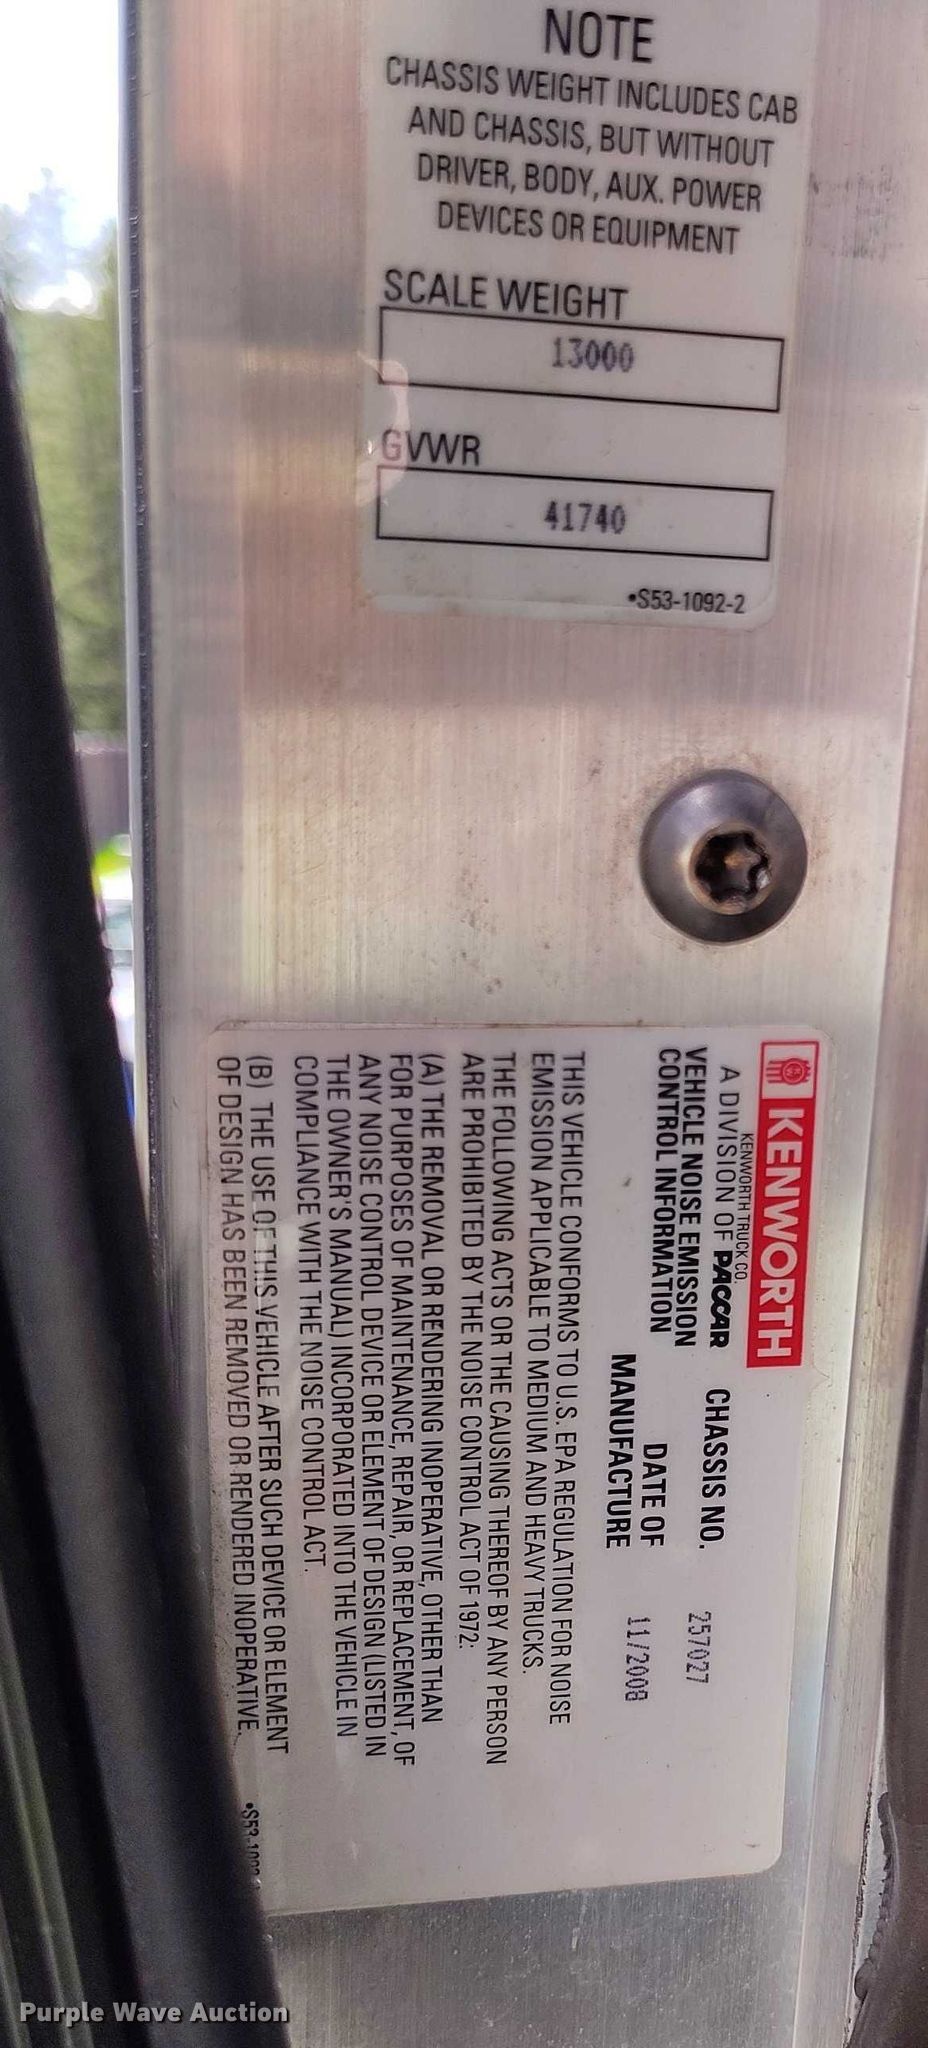 NOTE
CHASSIS WEIGHT INCLUDES CAB
AND CHASSIS, BUT WITHOUT
DRIVER, BODY, AUX. POWER
DEVICES OR EQUIPMENT
SCALE WEIGHT
13000
GVWR
41740
•S53-1092-2
KENWORTH
KENWORTH TRUCK CO.
A DIVISION OF PACCAR
VEHICLE NOISE EMISSION
CONTROL INFORMATION
CHASSIS NO. 257027
DATE OF
MANUFACTURE 11/2008
THIS VEHICLE CONFORMS TO U.S. EPA REGULATION FOR NOISE
EMISSION APPLICABLE TO MEDIUM AND HEAVY TRUCKS.
THE FOLLOWING ACTS OR THE CAUSING THEREOF BY ANY PERSON
ARE PROHIBITED BY THE NOISE CONTROL ACT OF 1972:
(A) THE REMOVAL OR RENDERING INOPERATIVE, OTHER THAN
FOR PURPOSES OF MAINTENANCE, REPAIR, OR REPLACEMENT, OF
ANY NOISE CONTROL DEVICE OR ELEMENT OF DESIGN (LISTED IN
THE OWNER'S MANUAL) INCORPORATED INTO THE VEHICLE IN
COMPLIANCE WITH THE NOISE CONTROL ACT.
(B) THE USE OF THIS VEHICLE AFTER SUCH DEVICE OR ELEMENT
OF DESIGN HAS BEEN REMOVED OR RENDERED INOPERATIVE.
Purple Wave Auction